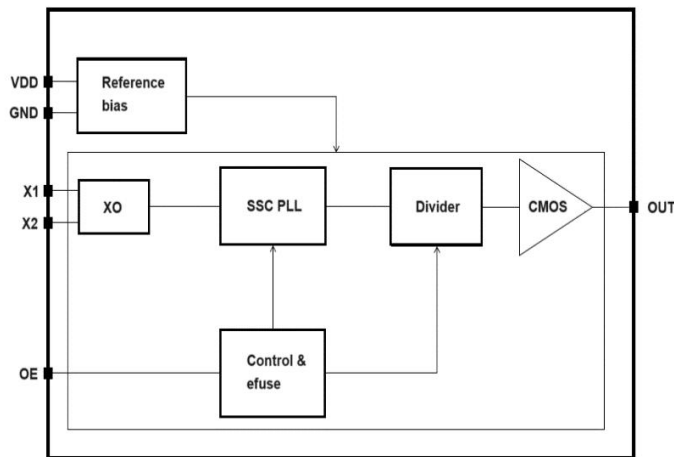 VDD
GND
Reference
bias
X1
X2
XO
SSC PLL
Divider
CMOS
OUT
OE
Control &
efuse